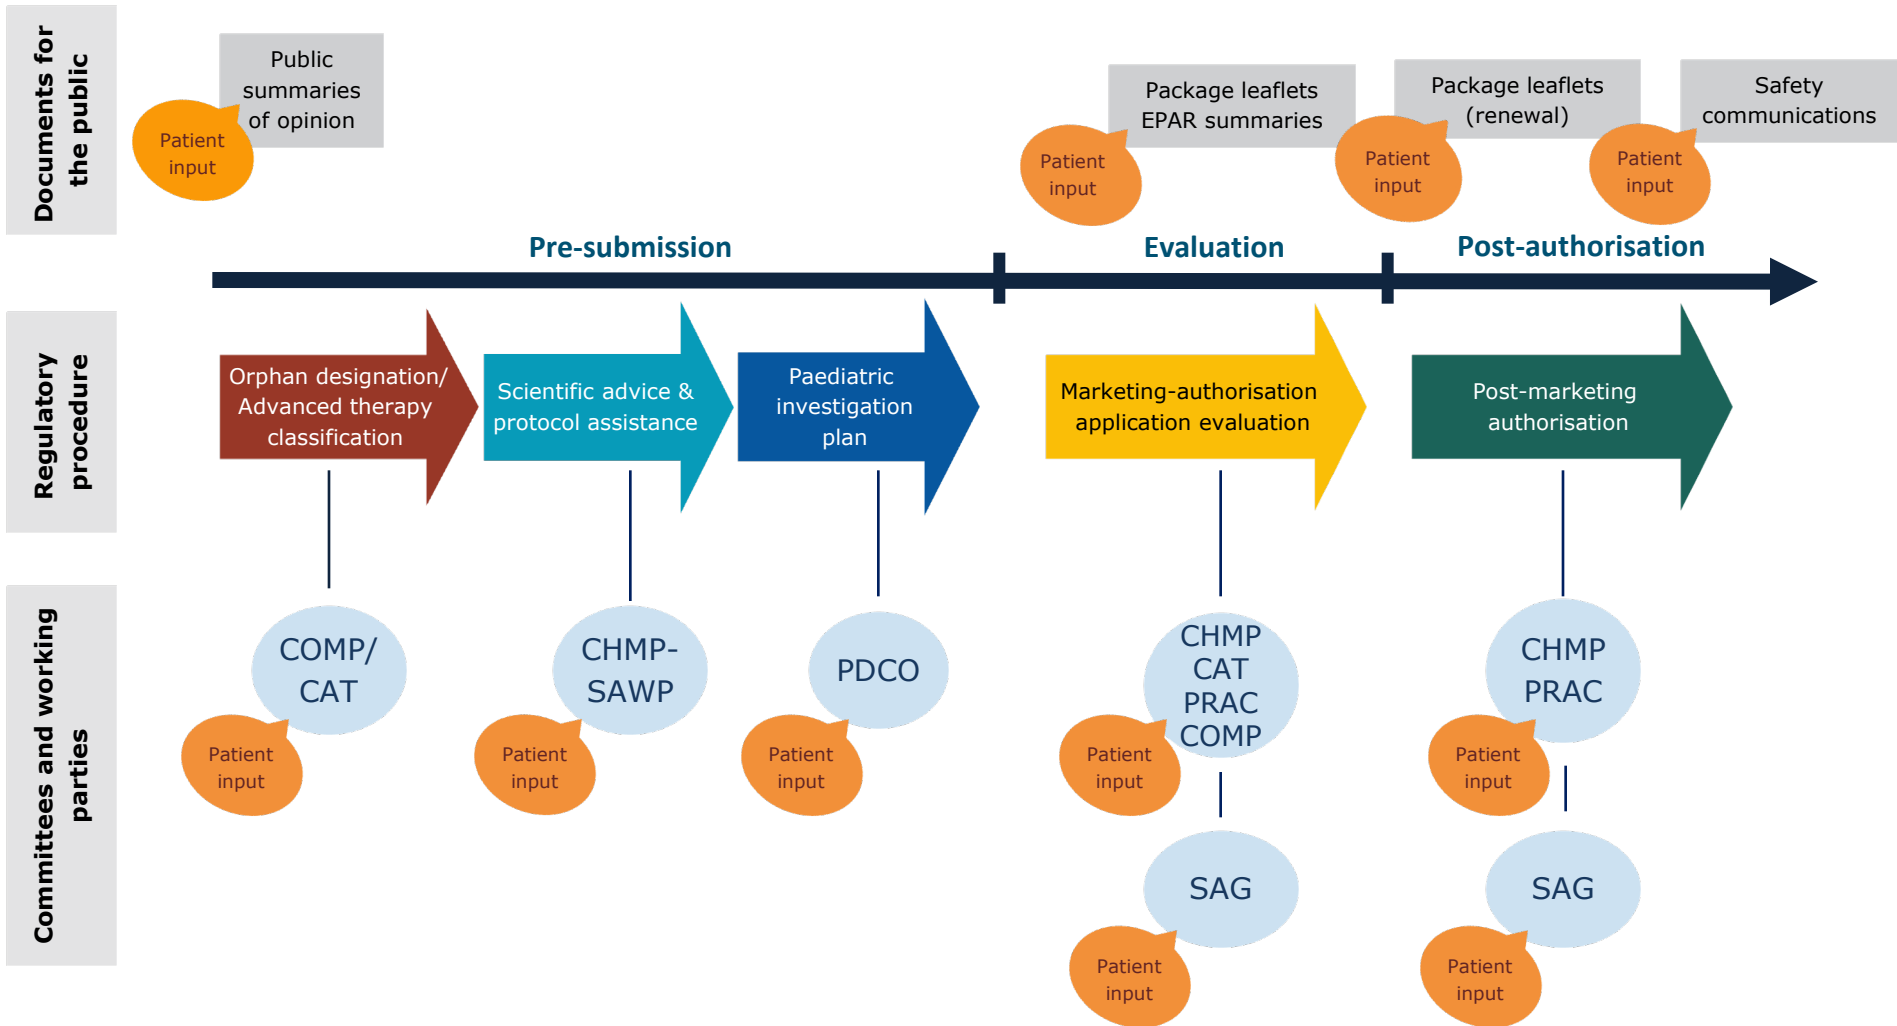 Documents for
the public
Public
summaries
of opinion
Patient
input
Package leaflets
EPAR summaries
Patient
input
Package leaflets
(renewal)
Patient
input
Safety
communications
Patient
input
Pre-submission
Evaluation
Post-authorisation
Regulatory
procedure
Orphan designation/
Advanced therapy
classification
Scientific advice &
protocol assistance
Paediatric
investigation
plan
Marketing-authorisation
application evaluation
Post-marketing
authorisation
Committees and working
parties
COMP/
CAT
Patient
input
CHMP-
SAWP
Patient
input
PDCO
Patient
input
CHMP
CAT
PRAC
COMP
Patient
input
CHMP
PRAC
Patient
input
SAG
Patient
input
SAG
Patient
input